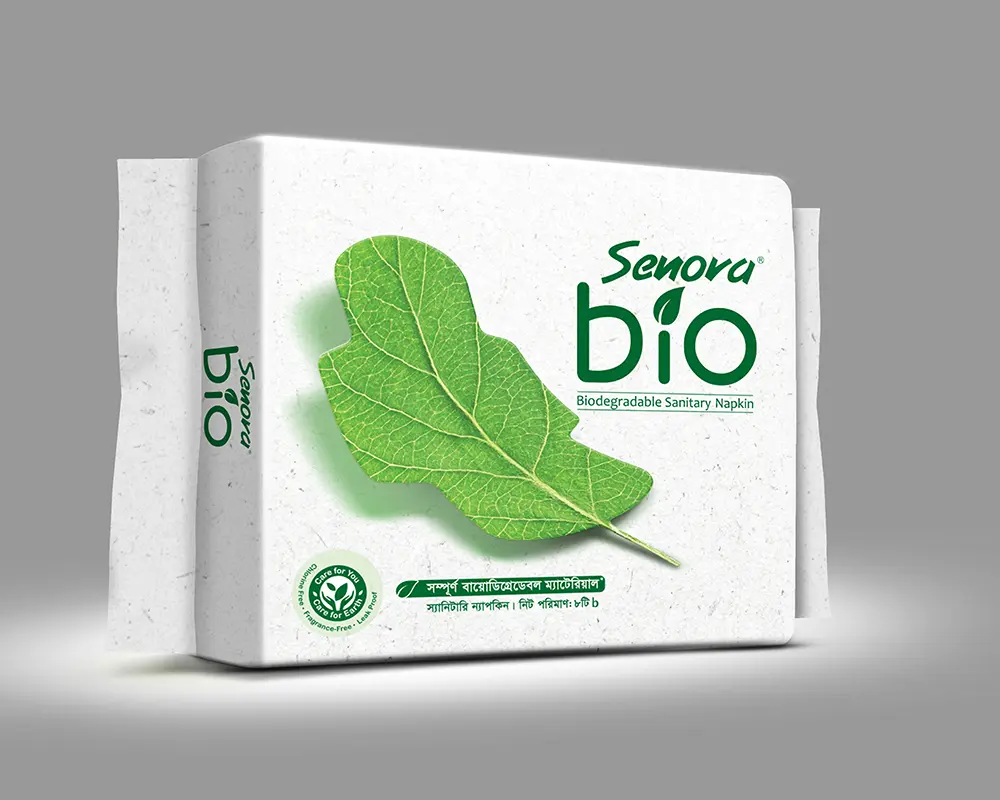 Senora®
bio
Biodegradable Sanitary Napkin
Senora
bio
Care for You
Care for Earth
Chlorine Free • Fragrance-Free • Leak Proof
সম্পূর্ণ বায়োডিগ্রেডেবল ম্যাটেরিয়াল
স্যানিটারি ন্যাপকিন। নিট পরিমাণ: ৮টি b